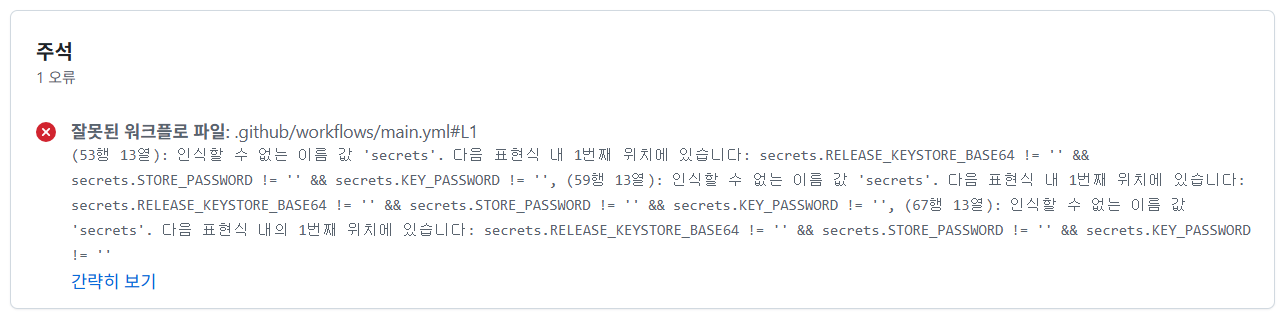 주석
1 오류
잘못된 워크플로 파일: .github/workflows/main.yml#L1
(53행 13열): 인식할 수 없는 이름 값 'secrets'. 다음 표현식 내 1번째 위치에 있습니다: secrets.RELEASE_KEYSTORE_BASE64 != '' &&
secrets.STORE_PASSWORD != '' && secrets.KEY_PASSWORD != '', (59행 13열): 인식할 수 없는 이름 값 'secrets'. 다음 표현식 내 1번째 위치에 있습니다:
secrets.RELEASE_KEYSTORE_BASE64 != '' && secrets.STORE_PASSWORD != '' && secrets.KEY_PASSWORD != '', (67행 13열): 인식할 수 없는 이름 값
'secrets'. 다음 표현식 내의 1번째 위치에 있습니다: secrets.RELEASE_KEYSTORE_BASE64 != '' && secrets.STORE_PASSWORD != '' && secrets.KEY_PASSWORD
!= ''
간략히 보기